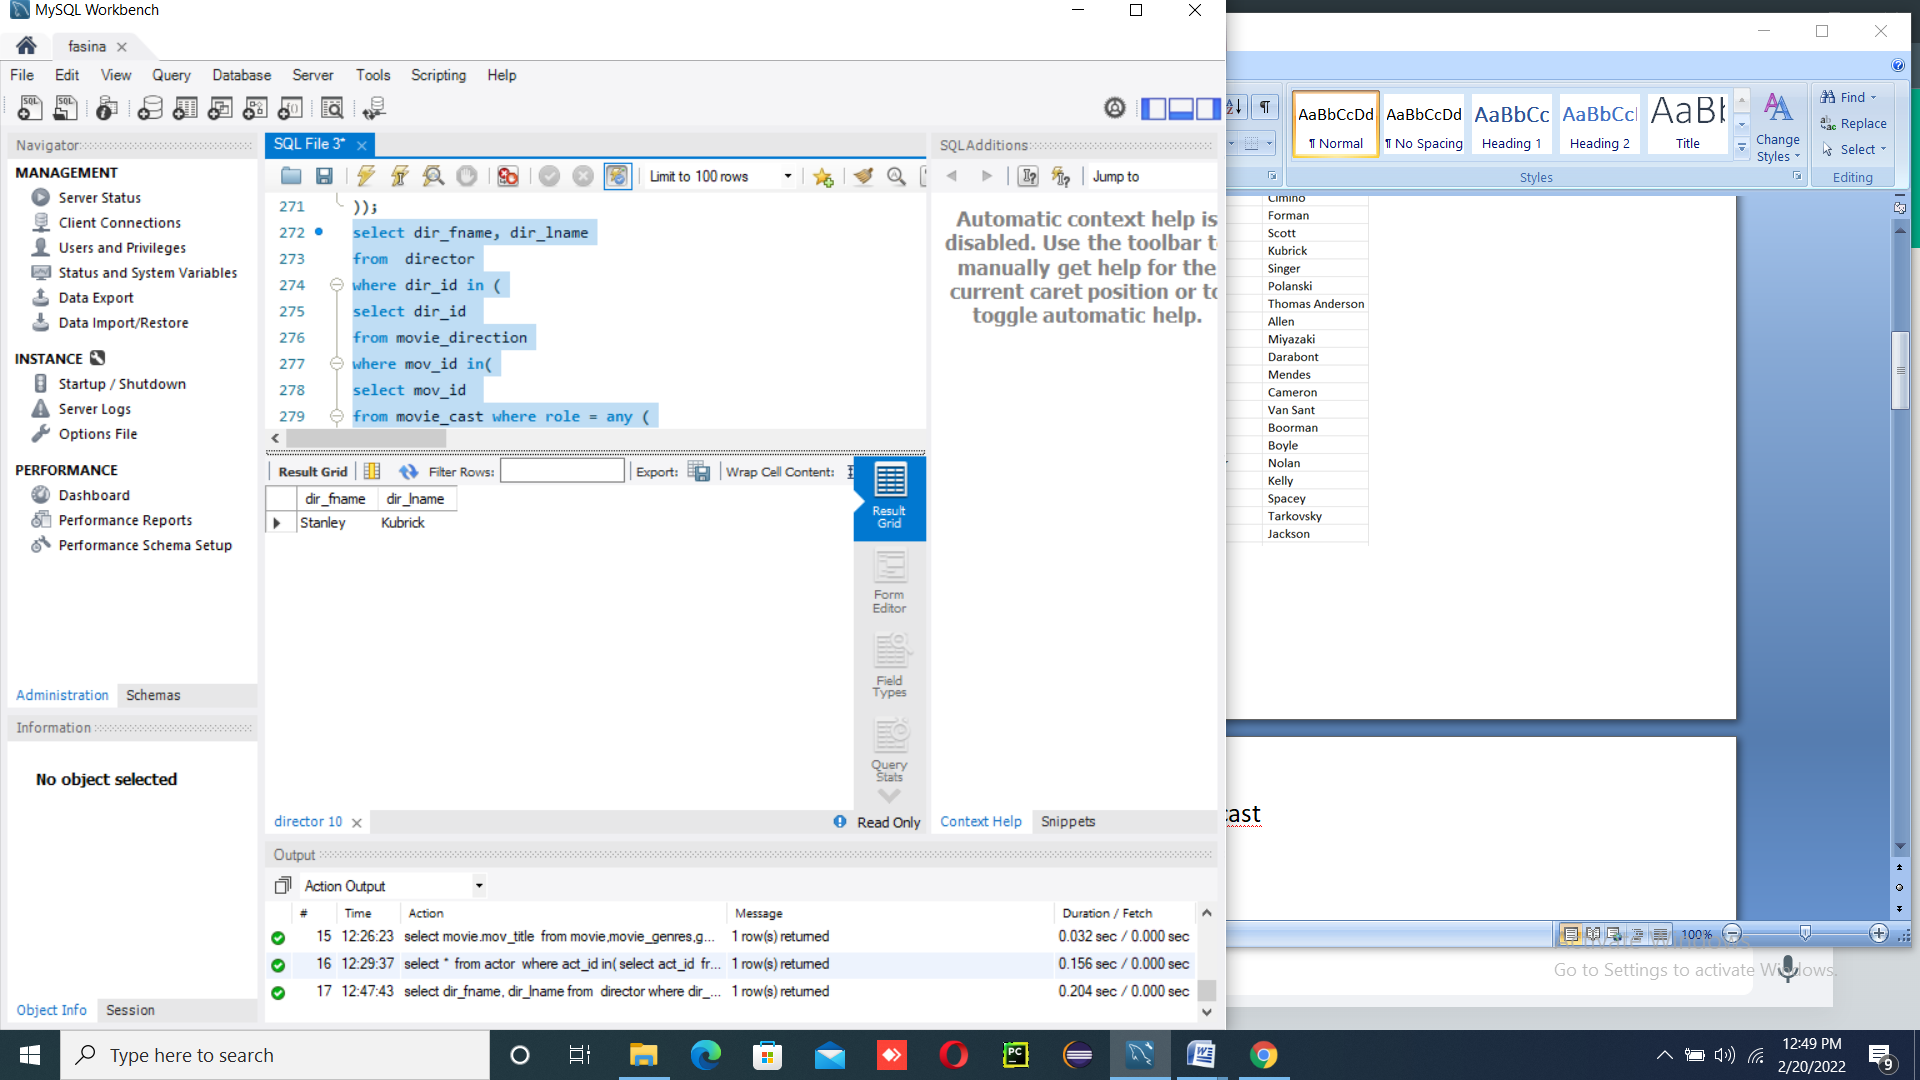 MySQL Workbench
fasina
File Edit View Query Database Server Tools Scripting Help
Navigator
MANAGEMENT
Server Status
Client Connections
Users and Privileges
Status and System Variables
Data Export
Data Import/Restore
INSTANCE
Startup / Shutdown
Server Logs
Options File
PERFORMANCE
Dashboard
Performance Reports
Performance Schema Setup
Administration Schemas
Information
No object selected
Object Info Session
SQL File 3*
Limit to 100 rows
271 ));
272 select dir_fname, dir_lname
273 from director
274 where dir_id in (
275 select dir_id
276 from movie_direction
277 where mov_id in(
278 select mov_id
279 from movie_cast where role = any (
Result Grid Filter Rows: Export: Wrap Cell Content:
dir_fname dir_lname
Stanley Kubrick
Result Grid
Form Editor
Field Types
Query Stats
director 10 Read Only
SQLAdditions
Jump to
Automatic context help is
disabled. Use the toolbar t
manually get help for the
current caret position or to
toggle automatic help.
Context Help Snippets
Output
Action Output
# Time Action Message Duration / Fetch
15 12:26:23 select movie.mov_title from movie,movie_genres,g... 1 row(s) returned 0.032 sec / 0.000 sec
16 12:29:37 select * from actor where act_id in( select act_id fr... 1 row(s) returned 0.156 sec / 0.000 sec
17 12:47:43 select dir_fname, dir_lname from director where dir_... 1 row(s) returned 0.204 sec / 0.000 sec
AaBbCcDd AaBbCcDd AaBbCc AaBbCc AaB
¶ Normal ¶ No Spacing Heading 1 Heading 2 Title
Change Styles
Styles
Find
Replace
Select
Editing
Cimino
Forman
Scott
Kubrick
Singer
Polanski
Thomas Anderson
Allen
Miyazaki
Darabont
Mendes
Cameron
Van Sant
Boorman
Boyle
Nolan
Kelly
Spacey
Tarkovsky
Jackson
cast
100%
Activate Windows
Go to Settings to activate Windows.
Type here to search
12:49 PM
2/20/2022
9